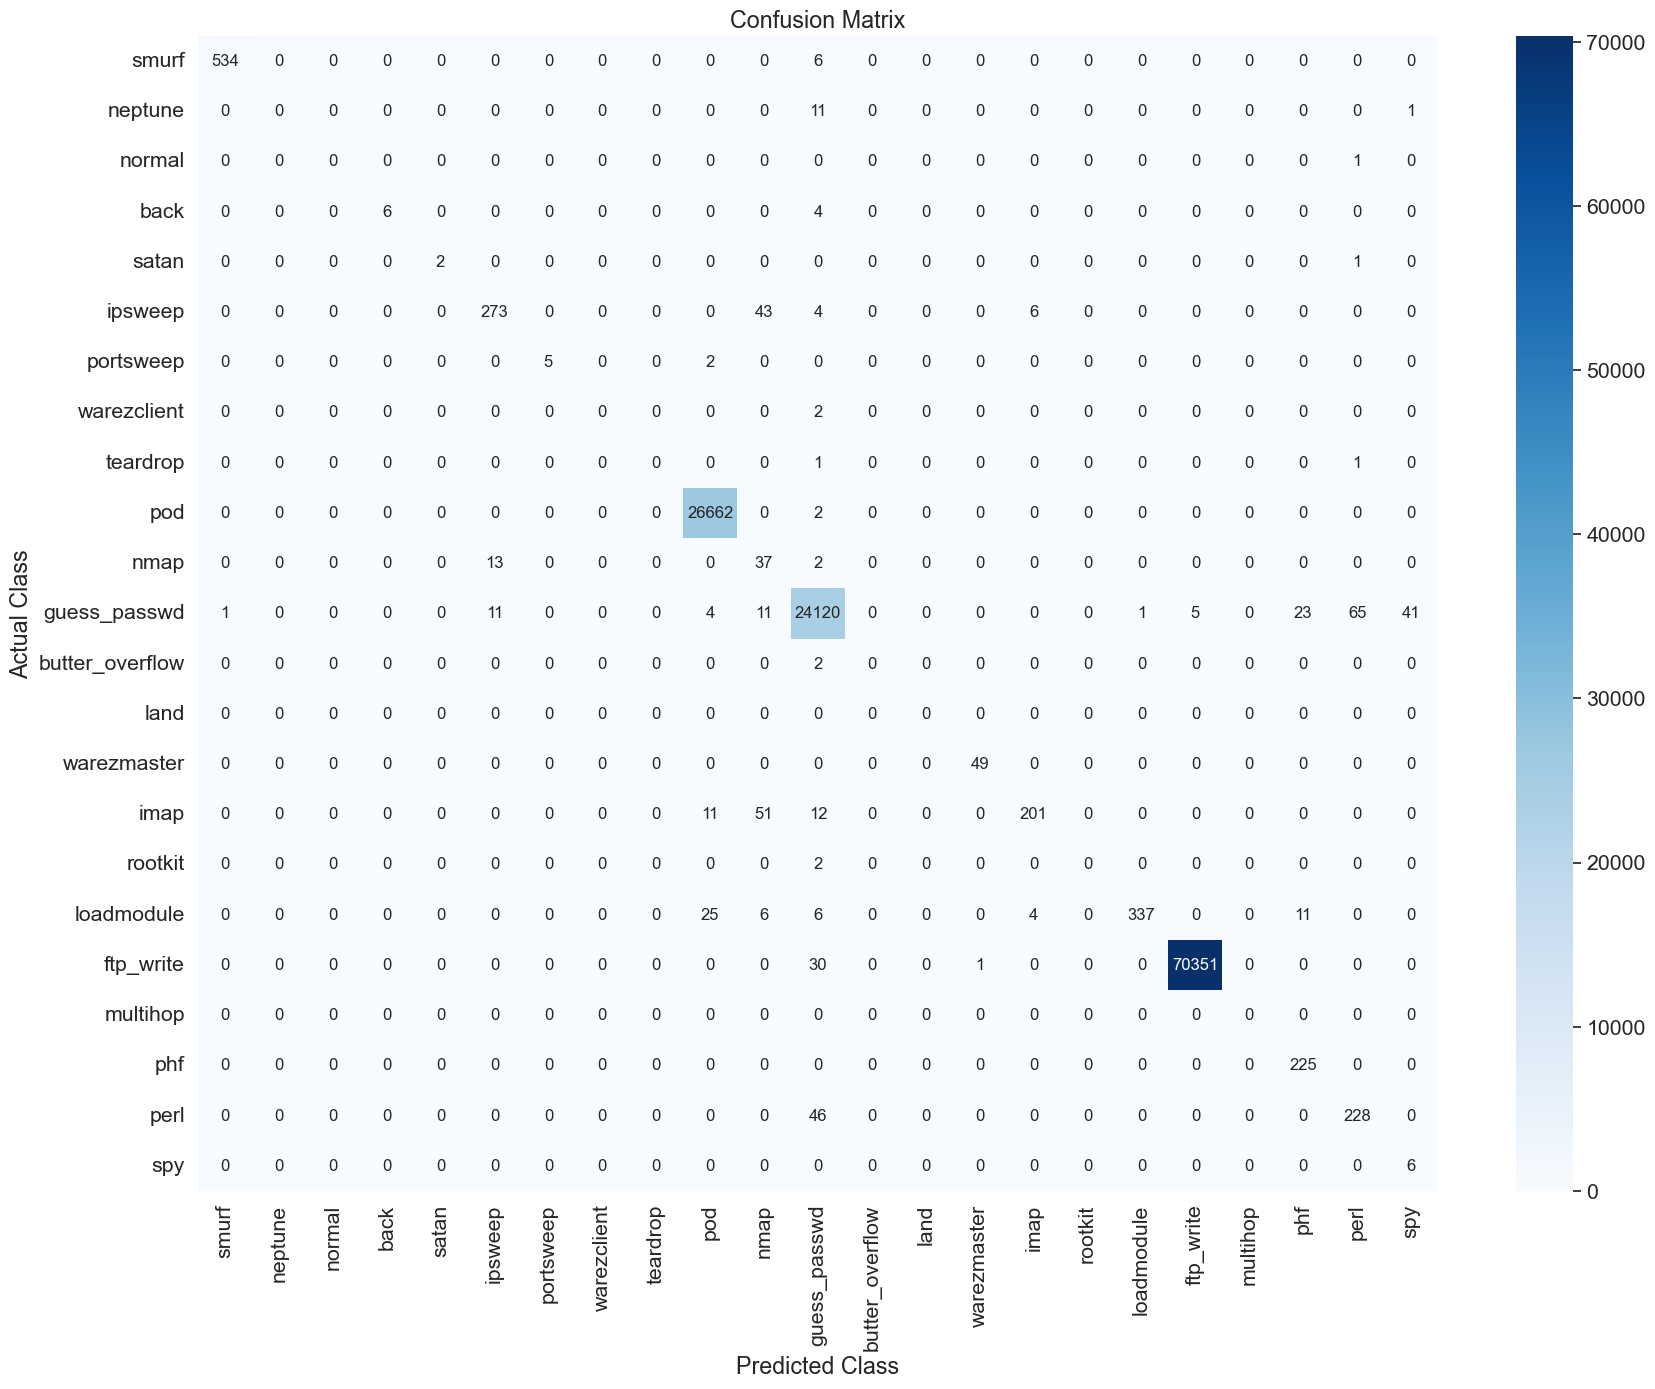 Confusion Matrix
smurf 534 0 0 0 0 0 0 0 0 0 0 6 0 0 0 0 0 0 0 0 0 0 0
neptune 0 0 0 0 0 0 0 0 0 0 0 11 0 0 0 0 0 0 0 0 0 0 1
normal 0 0 0 0 0 0 0 0 0 0 0 0 0 0 0 0 0 0 0 0 0 1 0
back 0 0 0 6 0 0 0 0 0 0 0 4 0 0 0 0 0 0 0 0 0 0 0
satan 0 0 0 0 2 0 0 0 0 0 0 0 0 0 0 0 0 0 0 0 0 1 0
ipsweep 0 0 0 0 0 273 0 0 0 0 43 4 0 0 0 6 0 0 0 0 0 0 0
portsweep 0 0 0 0 0 0 5 0 0 2 0 0 0 0 0 0 0 0 0 0 0 0 0
warezclient 0 0 0 0 0 0 0 0 0 0 0 2 0 0 0 0 0 0 0 0 0 0 0
teardrop 0 0 0 0 0 0 0 0 0 0 0 1 0 0 0 0 0 0 0 0 0 1 0
pod 0 0 0 0 0 0 0 0 0 26662 0 2 0 0 0 0 0 0 0 0 0 0 0
nmap 0 0 0 0 0 13 0 0 0 0 37 2 0 0 0 0 0 0 0 0 0 0 0
guess_passwd 1 0 0 0 0 11 0 0 0 4 11 24120 0 0 0 0 0 1 5 0 23 65 41
butter_overflow 0 0 0 0 0 0 0 0 0 0 0 2 0 0 0 0 0 0 0 0 0 0 0
land 0 0 0 0 0 0 0 0 0 0 0 0 0 0 0 0 0 0 0 0 0 0 0
warezmaster 0 0 0 0 0 0 0 0 0 0 0 0 0 0 49 0 0 0 0 0 0 0 0
imap 0 0 0 0 0 0 0 0 0 11 51 12 0 0 0 201 0 0 0 0 0 0 0
rootkit 0 0 0 0 0 0 0 0 0 0 0 2 0 0 0 0 0 0 0 0 0 0 0
loadmodule 0 0 0 0 0 0 0 0 0 25 6 6 0 0 0 4 0 337 0 0 11 0 0
ftp_write 0 0 0 0 0 0 0 0 0 0 0 30 0 0 1 0 0 0 70351 0 0 0 0
multihop 0 0 0 0 0 0 0 0 0 0 0 0 0 0 0 0 0 0 0 0 0 0 0
phf 0 0 0 0 0 0 0 0 0 0 0 0 0 0 0 0 0 0 0 0 225 0 0
perl 0 0 0 0 0 0 0 0 0 0 0 46 0 0 0 0 0 0 0 0 0 228 0
spy 0 0 0 0 0 0 0 0 0 0 0 0 0 0 0 0 0 0 0 0 0 0 6
Actual Class
smurf
neptune
normal
back
satan
ipsweep
portsweep
warezclient
teardrop
pod
nmap
guess_passwd
butter_overflow
land
warezmaster
imap
rootkit
loadmodule
ftp_write
multihop
phf
perl
spy
Predicted Class
70000
60000
50000
40000
30000
20000
10000
0